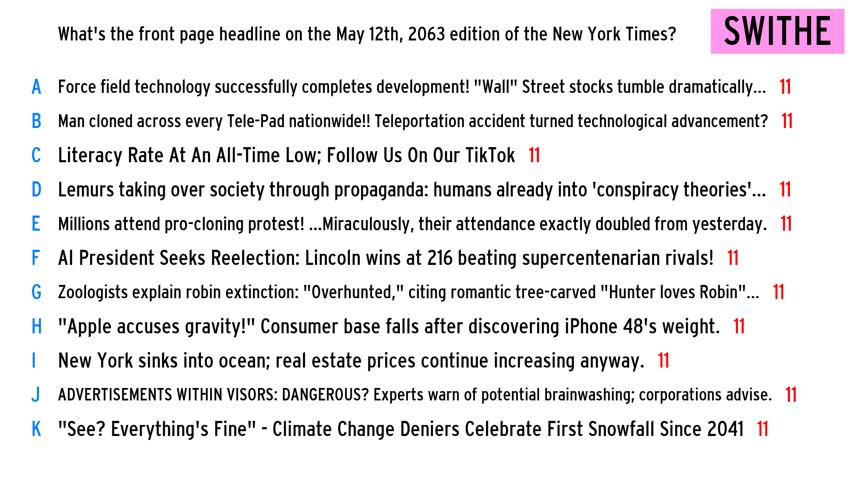 What's the front page headline on the May 12th, 2063 edition of the New York Times?
SWITHE
A Force field technology successfully completes development! "Wall" Street stocks tumble dramatically... 11
B Man cloned across every Tele-Pad nationwide!! Teleportation accident turned technological advancement? 11
C Literacy Rate At An All-Time Low; Follow Us On Our TikTok 11
D Lemurs taking over society through propaganda: humans already into 'conspiracy theories'... 11
E Millions attend pro-cloning protest! ...Miraculously, their attendance exactly doubled from yesterday. 11
F AI President Seeks Reelection: Lincoln wins at 216 beating supercentenarian rivals! 11
G Zoologists explain robin extinction: "Overhunted," citing romantic tree-carved "Hunter loves Robin"... 11
H "Apple accuses gravity!" Consumer base falls after discovering iPhone 48's weight. 11
I New York sinks into ocean; real estate prices continue increasing anyway. 11
J ADVERTISEMENTS WITHIN VISORS: DANGEROUS? Experts warn of potential brainwashing; corporations advise. 11
K "See? Everything's Fine" - Climate Change Deniers Celebrate First Snowfall Since 2041 11